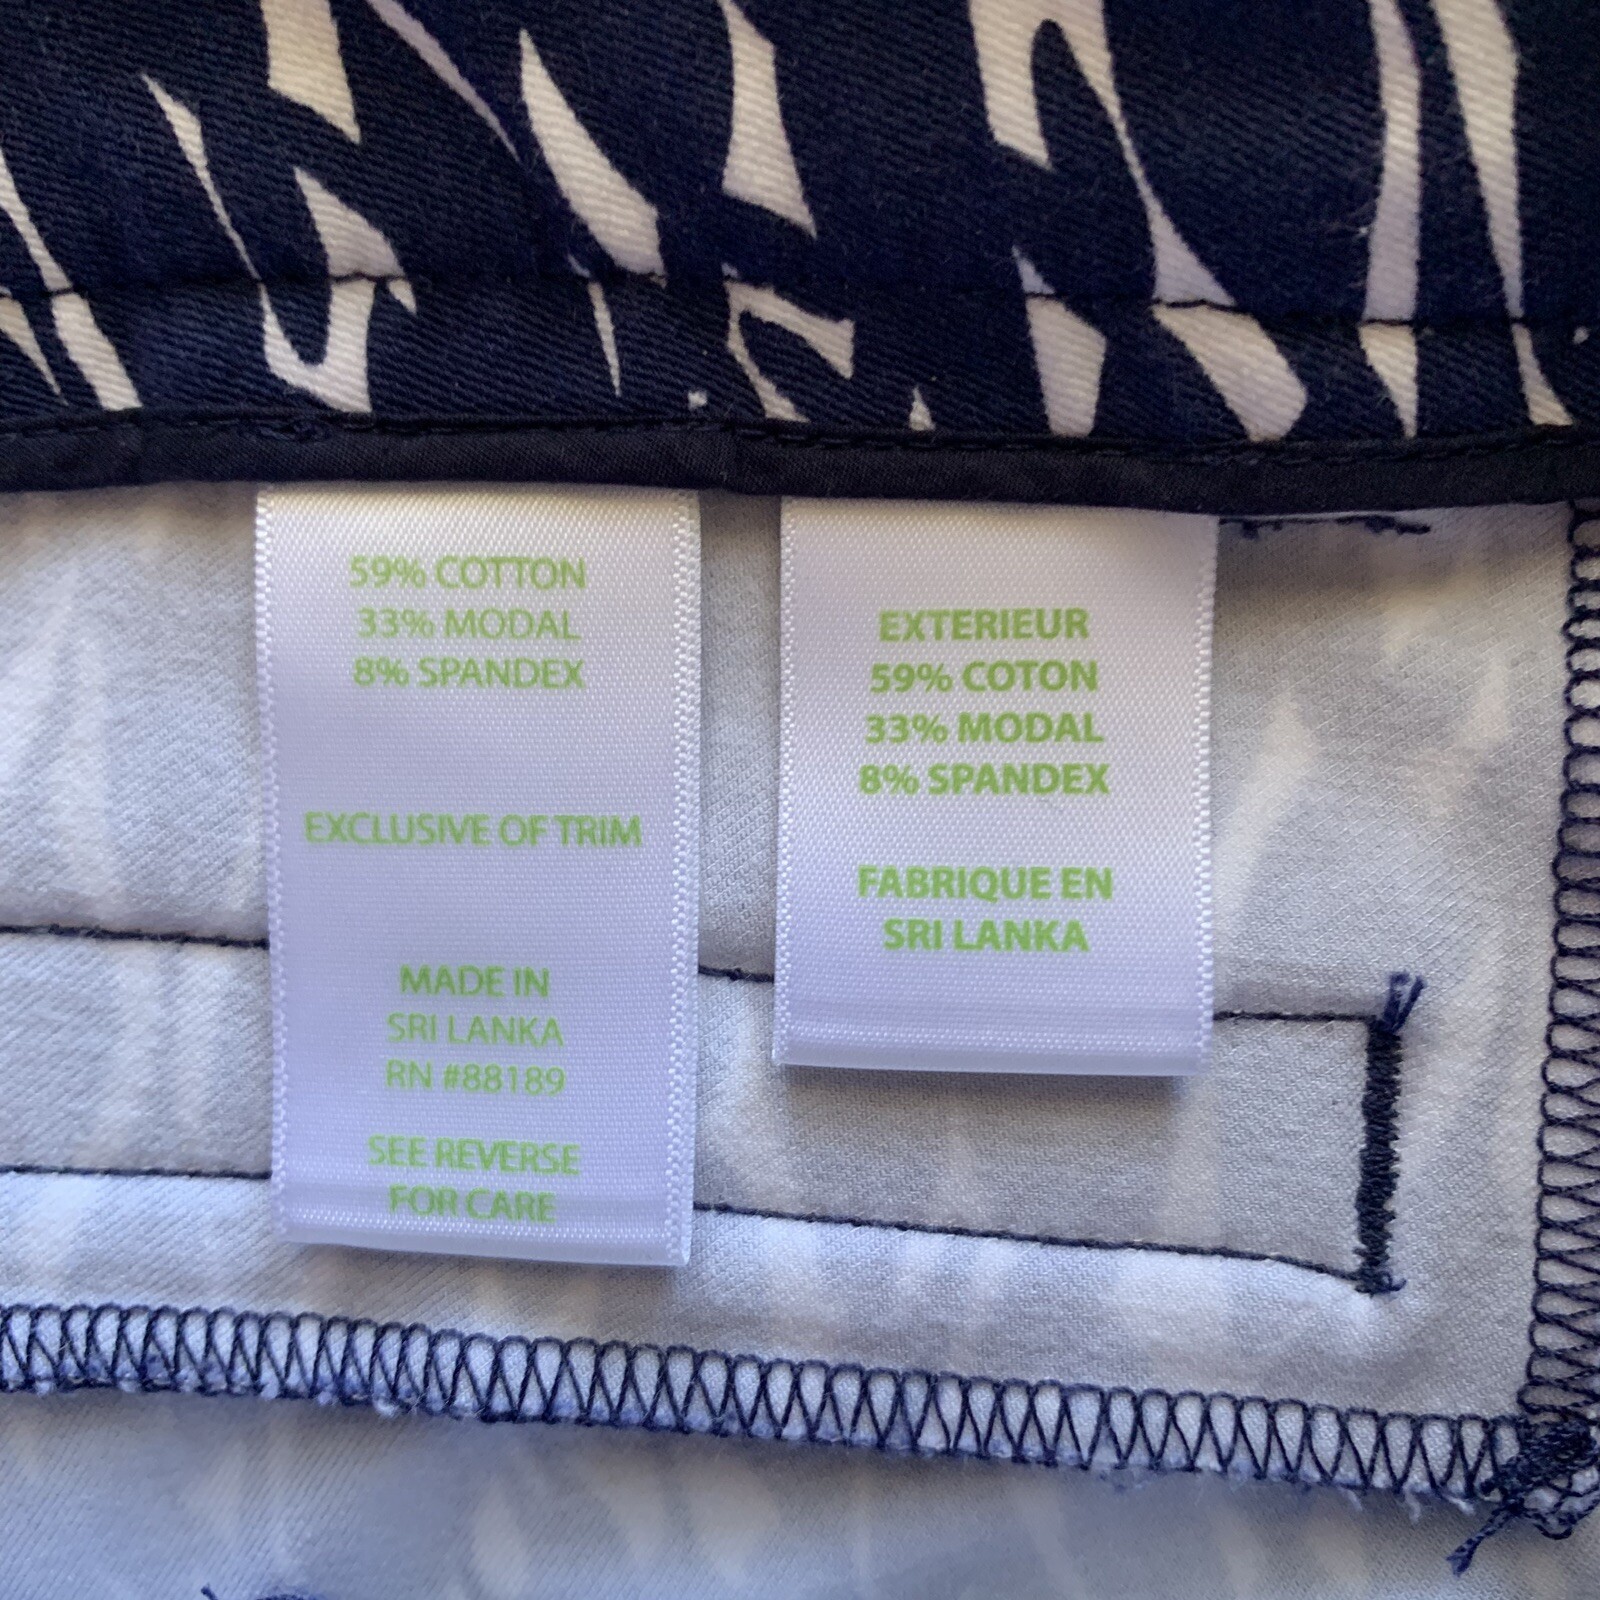 59% COTTON
33% MODAL
8% SPANDEX
EXCLUSIVE OF TRIM
MADE IN
SRI LANKA
RN #88189
SEE REVERSE
FOR CARE
EXTERIEUR
59% COTON
33% MODAL
8% SPANDEX
FABRIQUE EN
SRI LANKA